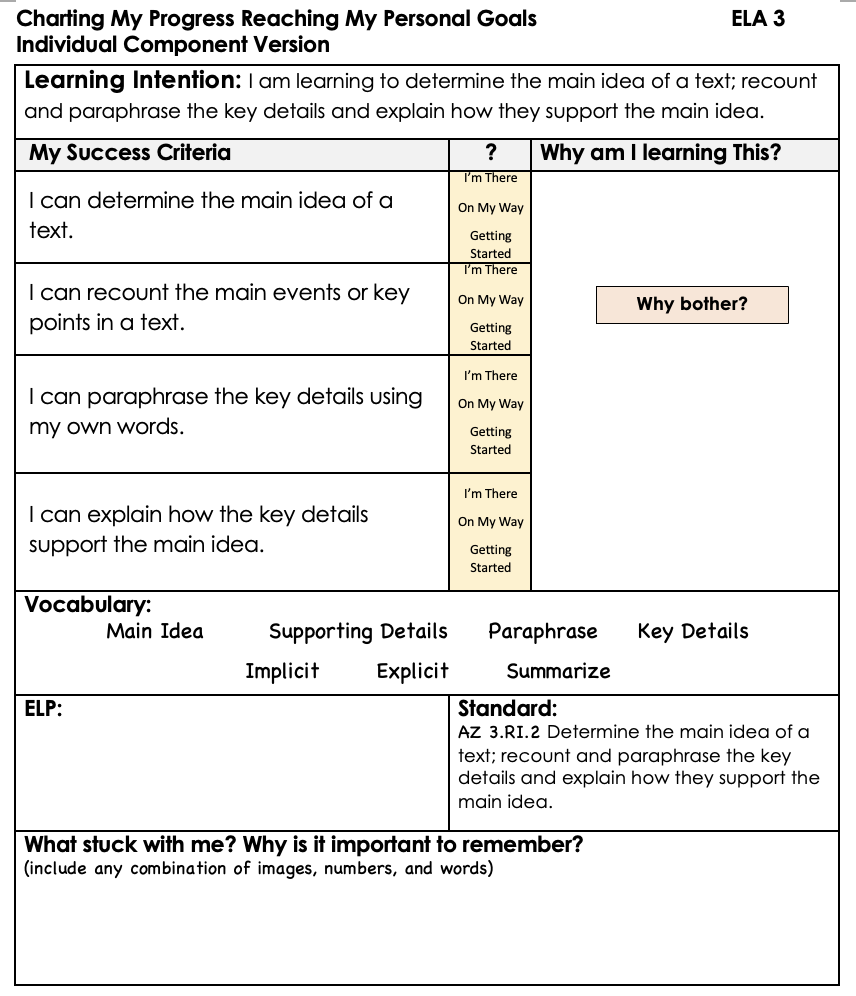 Charting My Progress Reaching My Personal Goals ELA 3
Individual Component Version
Learning Intention: I am learning to determine the main idea of a text; recount
and paraphrase the key details and explain how they support the main idea.
My Success Criteria ? Why am I learning This?
I can determine the main idea of a
text.
I'm There
On My Way
Getting
Started
I can recount the main events or key
points in a text.
I'm There
On My Way
Getting
Started
Why bother?
I can paraphrase the key details using
my own words.
I'm There
On My Way
Getting
Started
I can explain how the key details
support the main idea.
I'm There
On My Way
Getting
Started
Vocabulary:
Main Idea Supporting Details Paraphrase Key Details
Implicit Explicit Summarize
ELP:
Standard:
AZ 3.RI.2 Determine the main idea of a
text; recount and paraphrase the key
details and explain how they support the
main idea.
What stuck with me? Why is it important to remember?
(include any combination of images, numbers, and words)